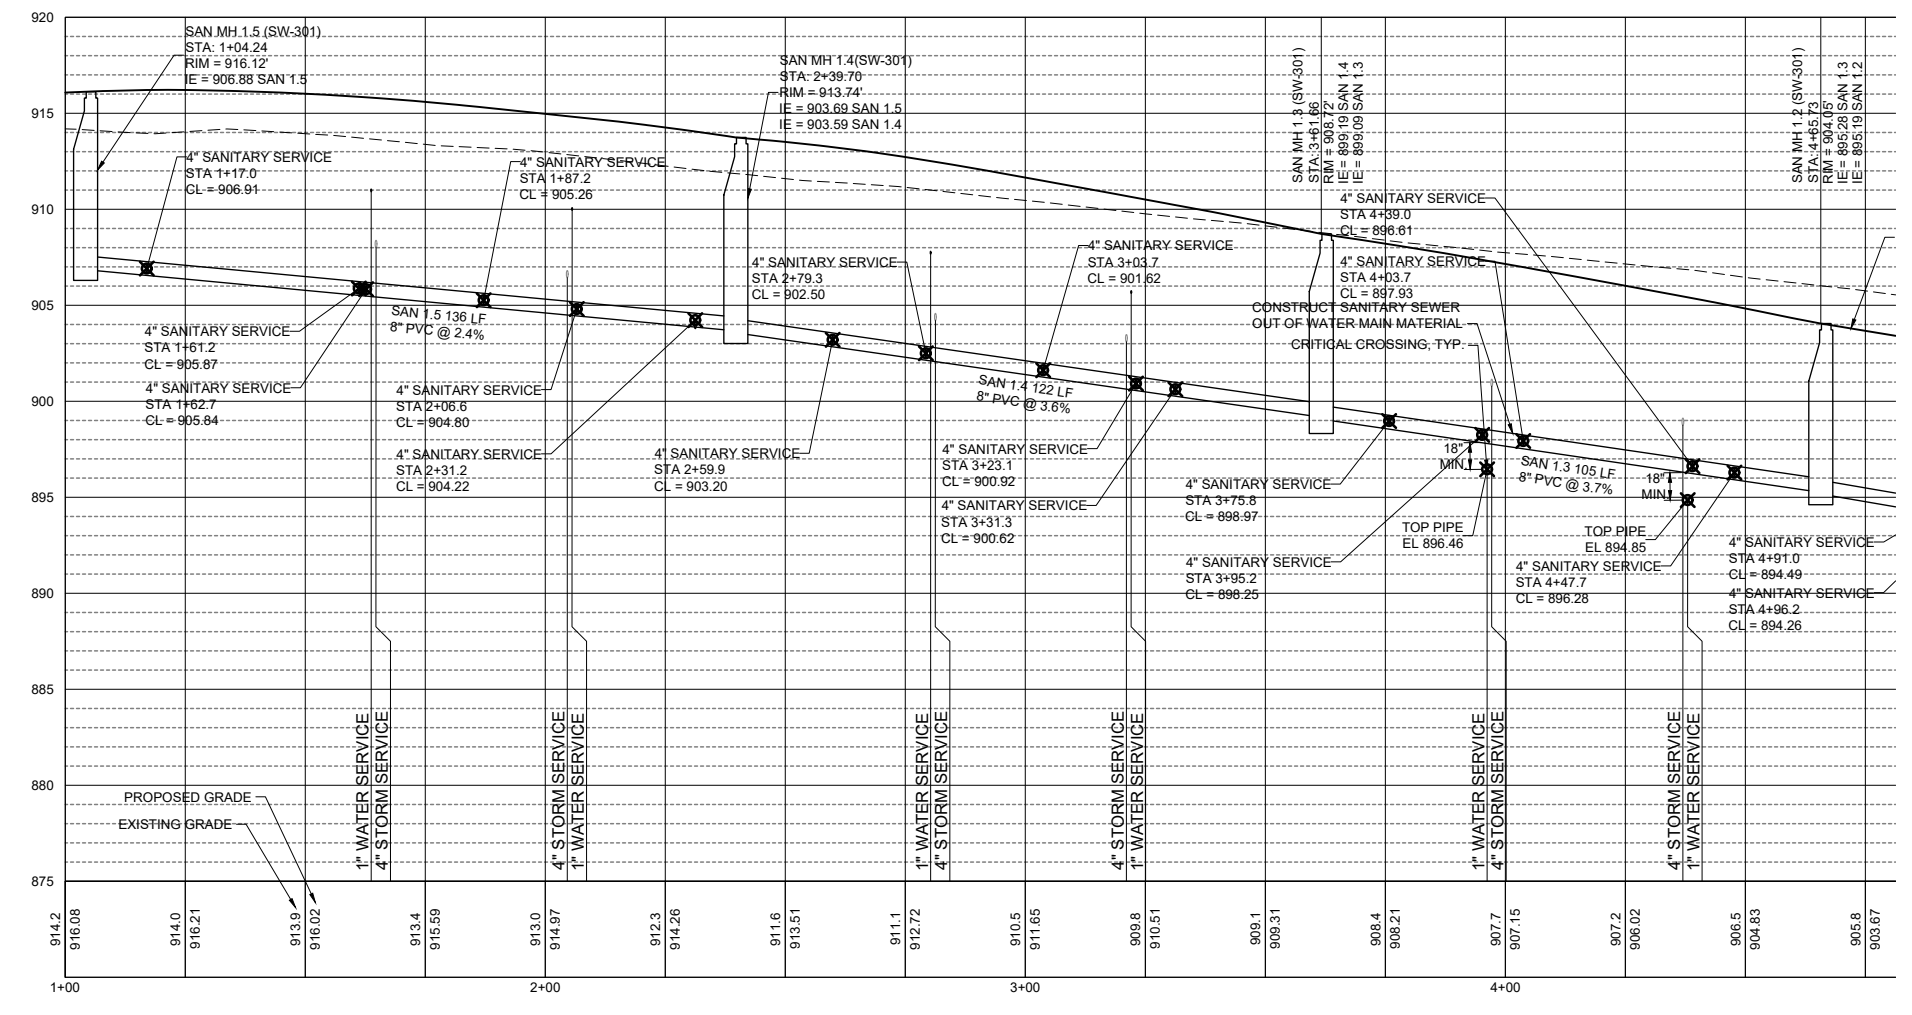 920
915
910
905
900
895
890
885
880
875
SAN MH 1.5 (SW-301)
STA: 1+04.24
RIM = 916.12'
IE = 906.88 SAN 1.5
4" SANITARY SERVICE
STA 1+17.0
CL = 906.91
4" SANITARY SERVICE
STA 1+61.2
CL = 905.87
4" SANITARY SERVICE
STA 1+62.7
CL = 905.84
SAN 1.5 136 LF
8" PVC @ 2.4%
4" SANITARY SERVICE
STA 1+87.2
CL = 905.26
4" SANITARY SERVICE
STA 2+06.6
CL = 904.80
4" SANITARY SERVICE
STA 2+31.2
CL = 904.22
SAN MH 1.4(SW-301)
STA: 2+39.70
RIM = 913.74'
IE = 903.69 SAN 1.5
IE = 903.59 SAN 1.4
4" SANITARY SERVICE
STA 2+59.9
CL = 903.20
4" SANITARY SERVICE
STA 2+79.3
CL = 902.50
SAN 1.4 122 LF
8" PVC @ 3.6%
4" SANITARY SERVICE
STA 3+03.7
CL = 901.62
4" SANITARY SERVICE
STA 3+23.1
CL = 900.92
4" SANITARY SERVICE
STA 3+31.3
CL = 900.62
SAN MH 1.3 (SW-301)
STA: 3+61.66
RIM = 908.72'
IE = 899.19 SAN 1.4
IE = 899.09 SAN 1.3
4" SANITARY SERVICE
STA 4+39.0
CL = 896.61
4" SANITARY SERVICE
STA 4+03.7
CL = 897.93
CONSTRUCT SANITARY SEWER
OUT OF WATER MAIN MATERIAL
CRITICAL CROSSING, TYP.
18"
MIN
4" SANITARY SERVICE
STA 3+75.8
CL = 898.97
TOP PIPE
EL 896.46
4" SANITARY SERVICE
STA 3+95.2
CL = 898.25
SAN 1.3 105 LF
8" PVC @ 3.7%
18"
MIN
TOP PIPE
EL 894.85
4" SANITARY SERVICE
STA 4+47.7
CL = 896.28
SAN MH 1.2 (SW-301)
STA: 4+65.73
RIM = 904.05'
IE = 895.28 SAN 1.3
IE = 895.19 SAN 1.2
4" SANITARY SERVICE
STA 4+91.0
CL = 894.49
4" SANITARY SERVICE
STA 4+96.2
CL = 894.26
1" WATER SERVICE
4" STORM SERVICE
4" STORM SERVICE
1" WATER SERVICE
1" WATER SERVICE
4" STORM SERVICE
4" STORM SERVICE
1" WATER SERVICE
1" WATER SERVICE
4" STORM SERVICE
4" STORM SERVICE
1" WATER SERVICE
PROPOSED GRADE
EXISTING GRADE
914.2
916.08
914.0
916.21
913.9
916.02
913.4
915.59
913.0
914.97
912.3
914.26
911.6
913.51
911.1
912.72
910.5
911.65
909.8
910.51
909.1
909.31
908.4
908.21
907.7
907.15
907.2
906.02
906.5
904.83
905.8
903.67
1+00
2+00
3+00
4+00